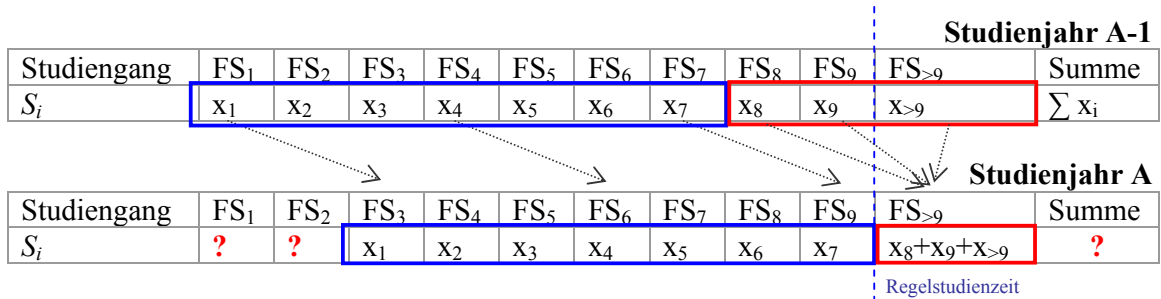 Studienjahr A-1
Studiengang FS₁ FS₂ FS₃ FS₄ FS₅ FS₆ FS₇ FS₈ FS₉ FS>₉ Summe
Sᵢ x₁ x₂ x₃ x₄ x₅ x₆ x₇ x₈ x₉ x>₉ ∑ xᵢ
Studienjahr A
Studiengang FS₁ FS₂ FS₃ FS₄ FS₅ FS₆ FS₇ FS₈ FS₉ FS>₉ Summe
Sᵢ ? ? x₁ x₂ x₃ x₄ x₅ x₆ x₇ x₈+x₉+x>₉ ?
Regelstudienzeit